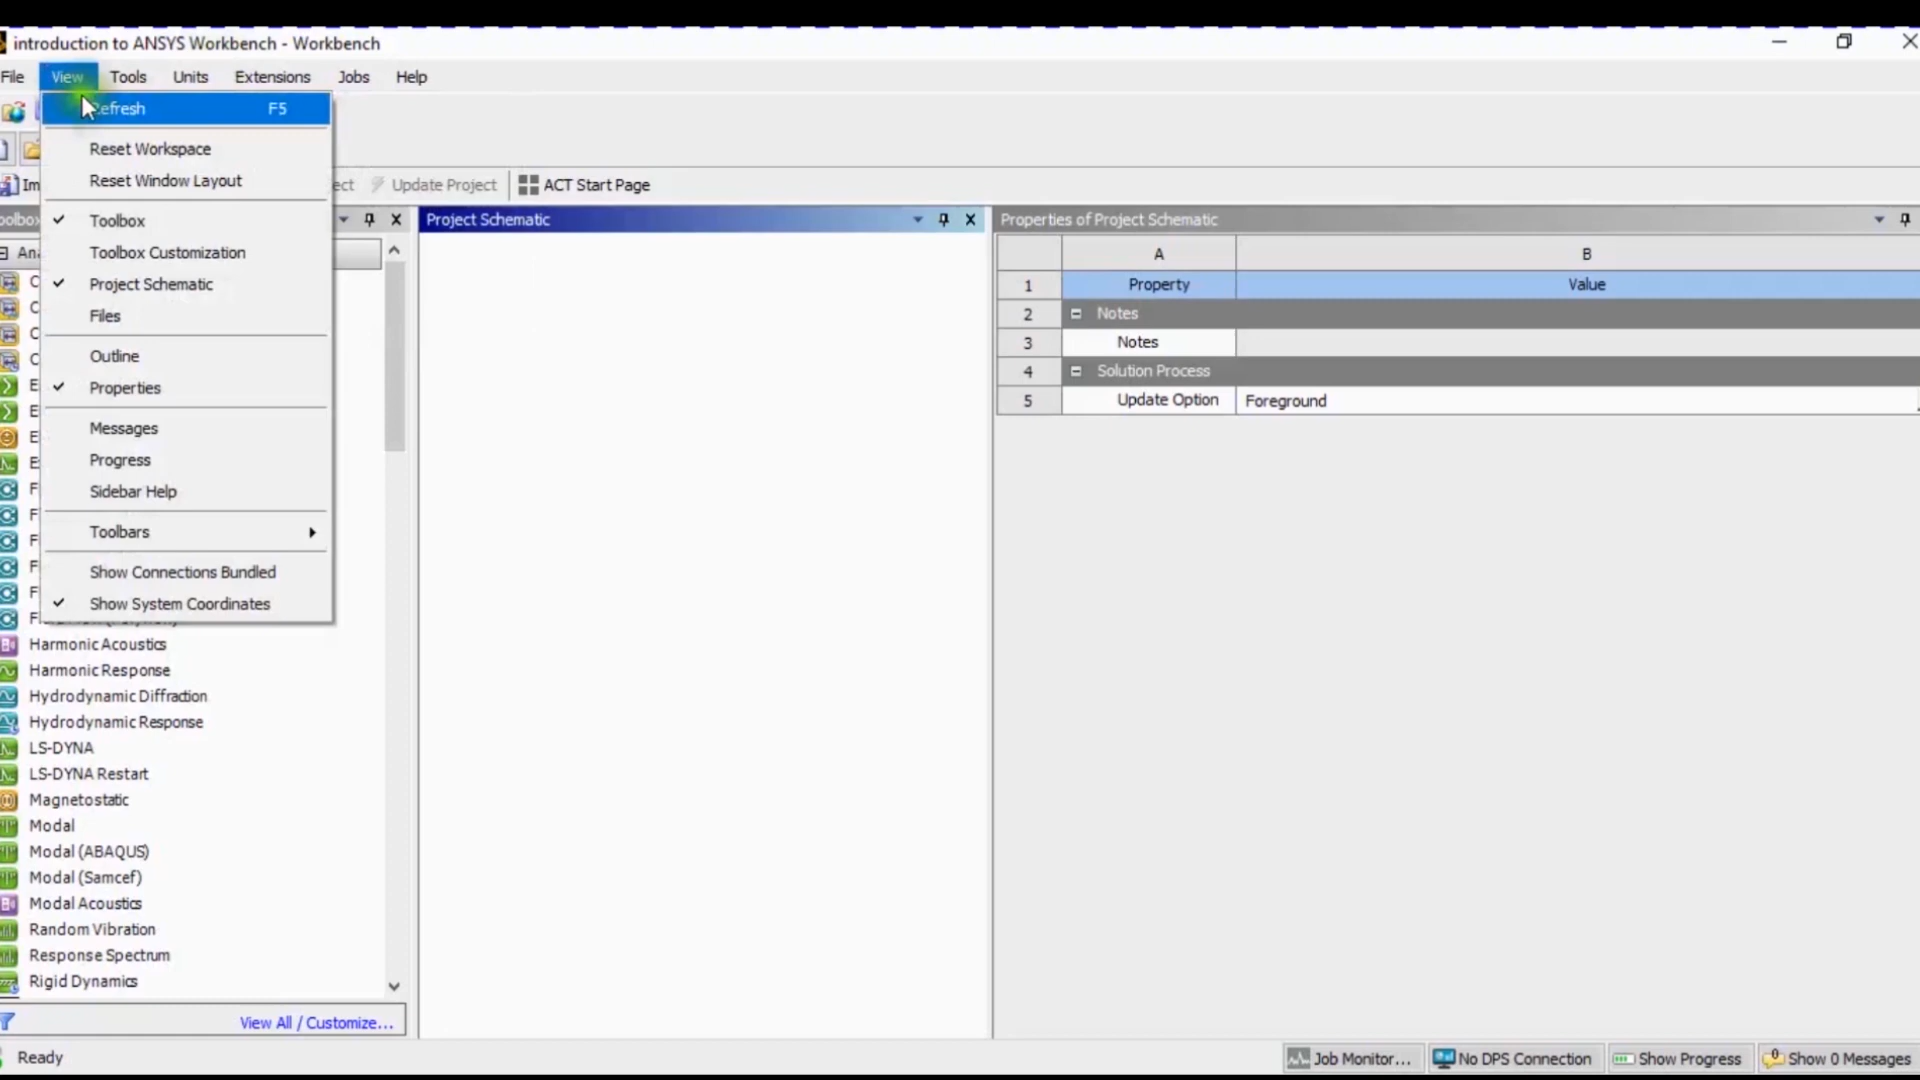 introduction to ANSYS Workbench - Workbench
File View Tools Units Extensions Jobs Help
Refresh F5
Reset Workspace
Reset Window Layout
Toolbox
Toolbox Customization
Project Schematic
Files
Outline
Properties
Messages
Progress
Sidebar Help
Toolbars
Show Connections Bundled
Show System Coordinates
Update Project
ACT Start Page
Harmonic Acoustics
Harmonic Response
Hydrodynamic Diffraction
Hydrodynamic Response
LS-DYNA
LS-DYNA Restart
Magnetostatic
Modal
Modal (ABAQUS)
Modal (Samcef)
Modal Acoustics
Random Vibration
Response Spectrum
Rigid Dynamics
View All / Customize...
Project Schematic
Properties of Project Schematic
A B
1 Property Value
2 Notes
3 Notes
4 Solution Process
5 Update Option Foreground
Ready
Job Monitor... No DPS Connection Show Progress Show 0 Messages